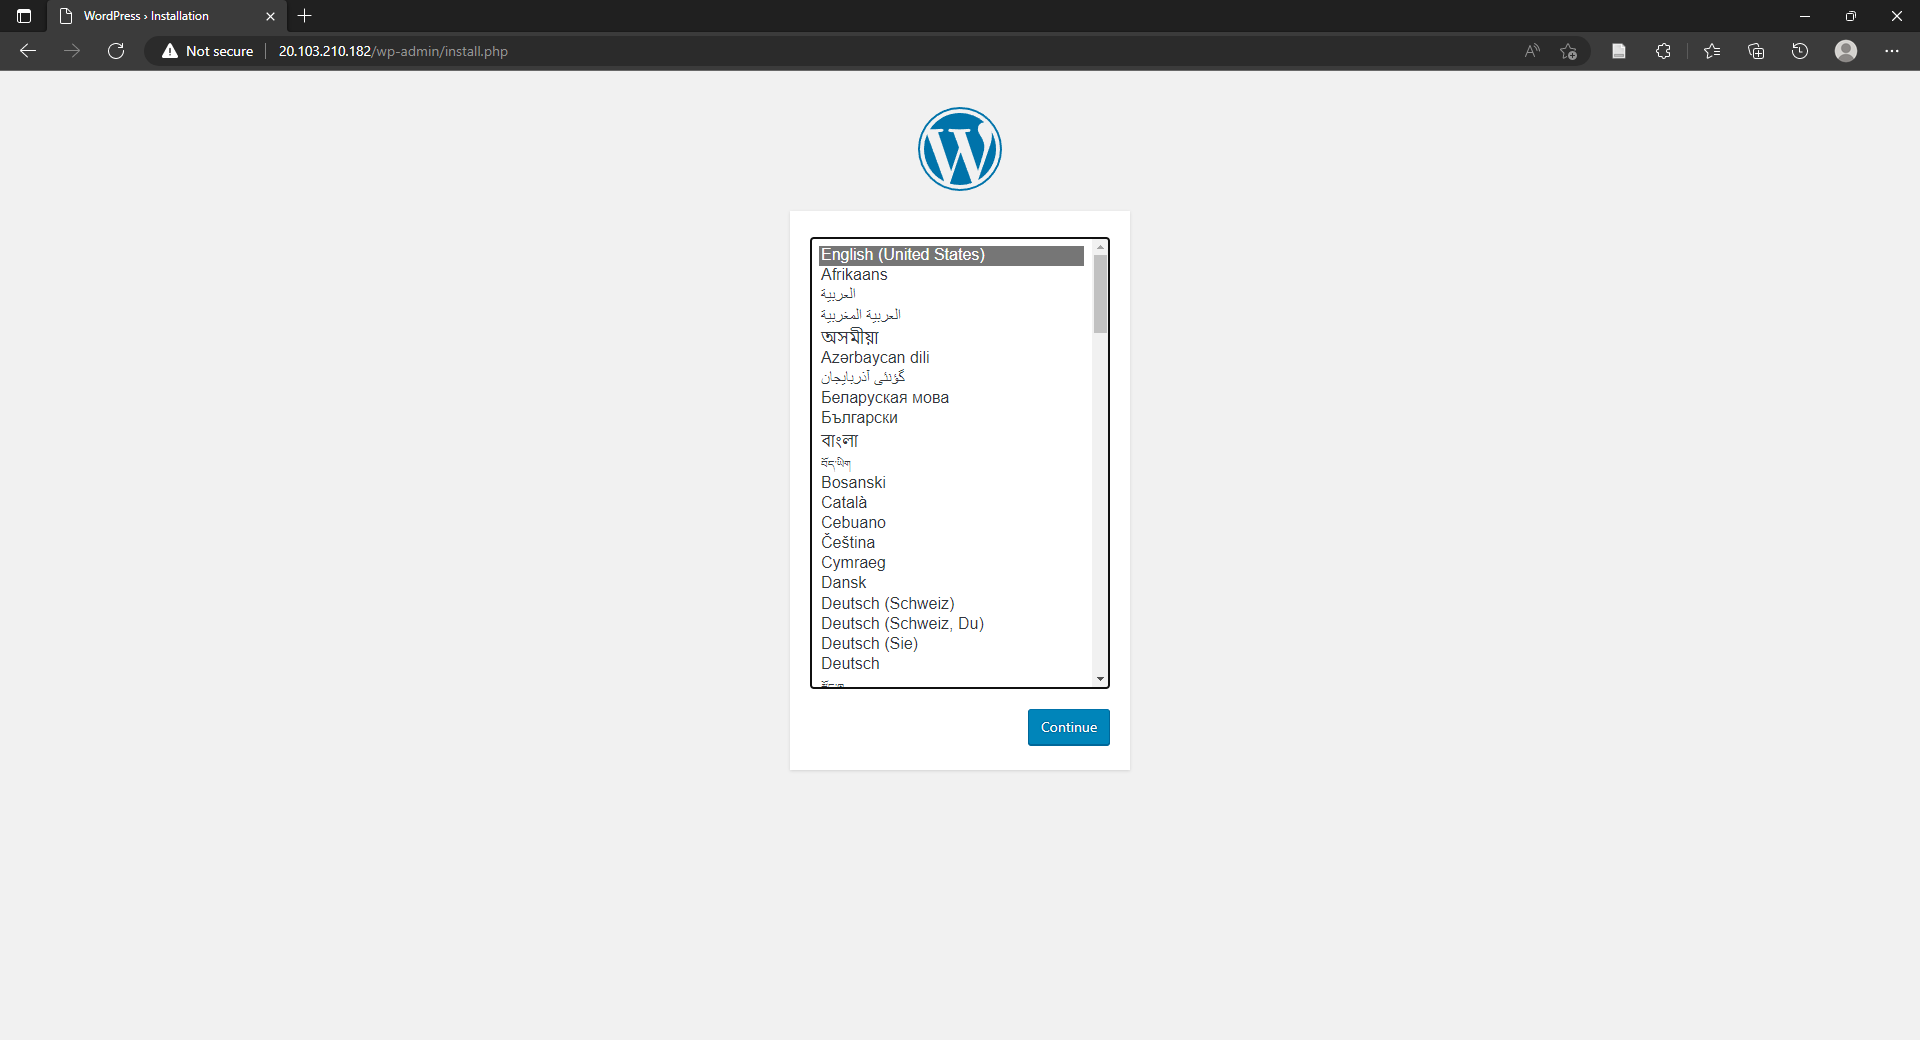 WordPress › Installation
Not secure
20.103.210.182/wp-admin/install.php
English (United States)
Afrikaans
العربية
العربية المغربية
অসমীয়া
Azərbaycan dili
گؤنئی آذربایجان
Беларуская мова
Български
বাংলা
བོད་ཡིག
Bosanski
Català
Cebuano
Čeština
Cymraeg
Dansk
Deutsch (Schweiz)
Deutsch (Schweiz, Du)
Deutsch (Sie)
Deutsch
Continue